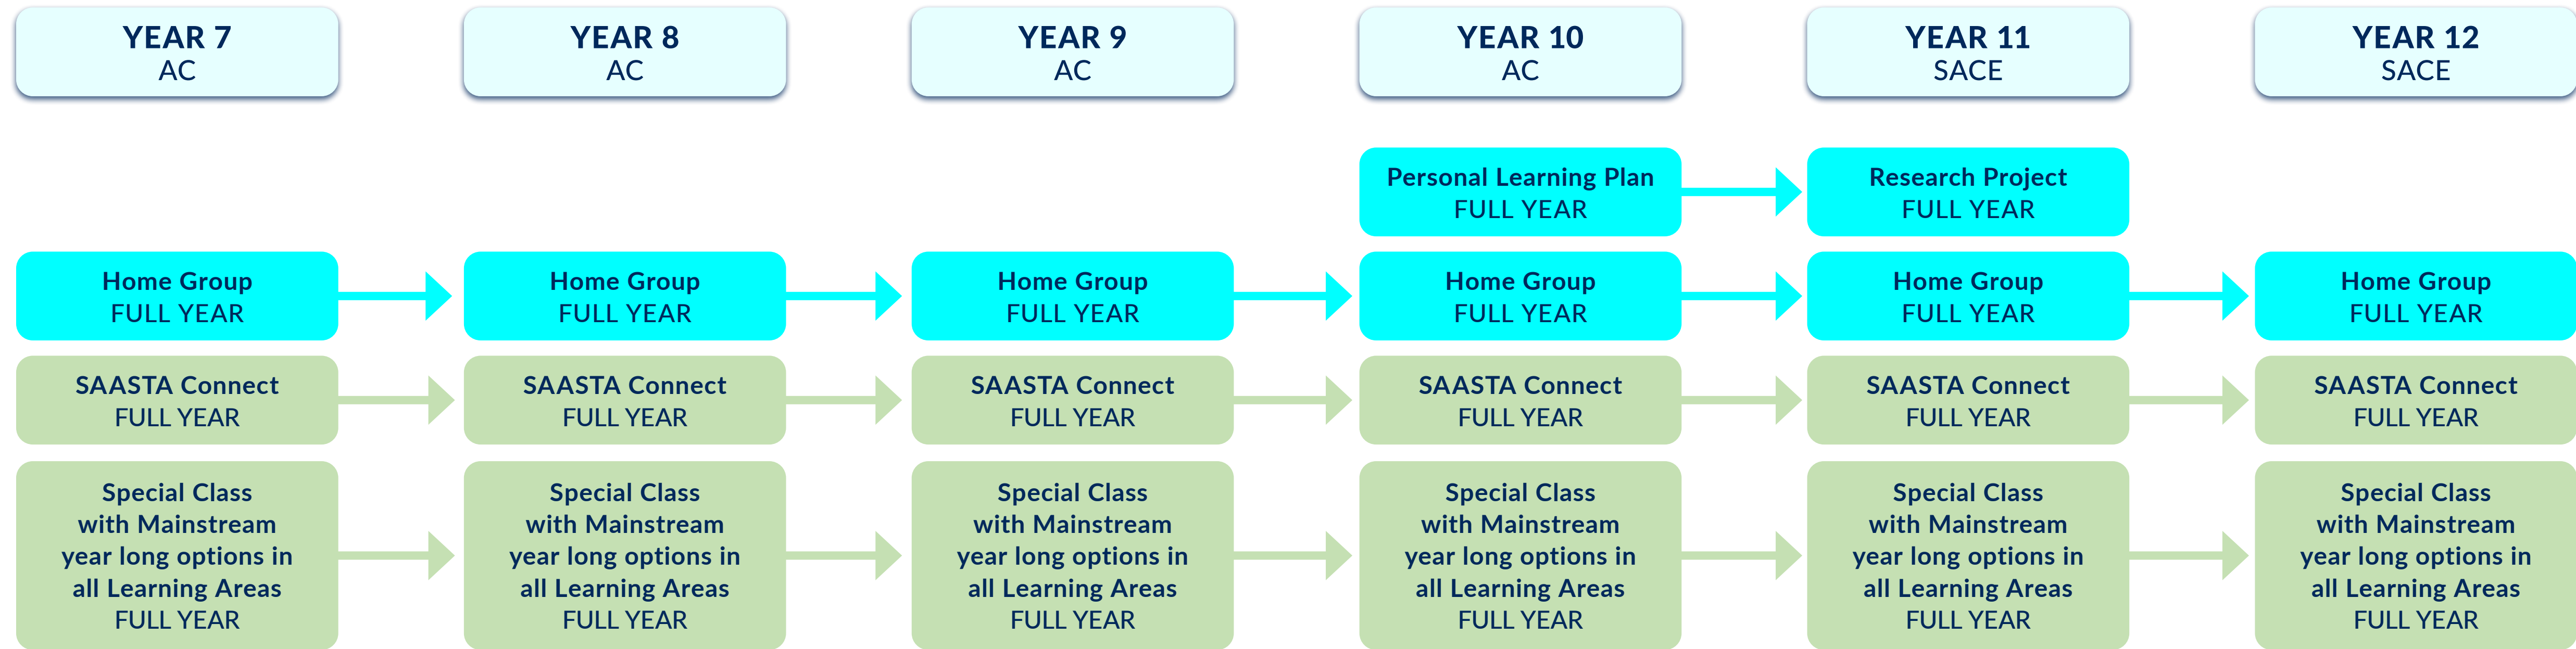 YEAR 7
AC
YEAR 8
AC
YEAR 9
AC
YEAR 10
AC
YEAR 11
SACE
YEAR 12
SACE
Personal Learning Plan
FULL YEAR
Research Project
FULL YEAR
Home Group
FULL YEAR
Home Group
FULL YEAR
Home Group
FULL YEAR
Home Group
FULL YEAR
Home Group
FULL YEAR
Home Group
FULL YEAR
SAASTA Connect
FULL YEAR
SAASTA Connect
FULL YEAR
SAASTA Connect
FULL YEAR
SAASTA Connect
FULL YEAR
SAASTA Connect
FULL YEAR
SAASTA Connect
FULL YEAR
Special Class
with Mainstream
year long options in
all Learning Areas
FULL YEAR
Special Class
with Mainstream
year long options in
all Learning Areas
FULL YEAR
Special Class
with Mainstream
year long options in
all Learning Areas
FULL YEAR
Special Class
with Mainstream
year long options in
all Learning Areas
FULL YEAR
Special Class
with Mainstream
year long options in
all Learning Areas
FULL YEAR
Special Class
with Mainstream
year long options in
all Learning Areas
FULL YEAR